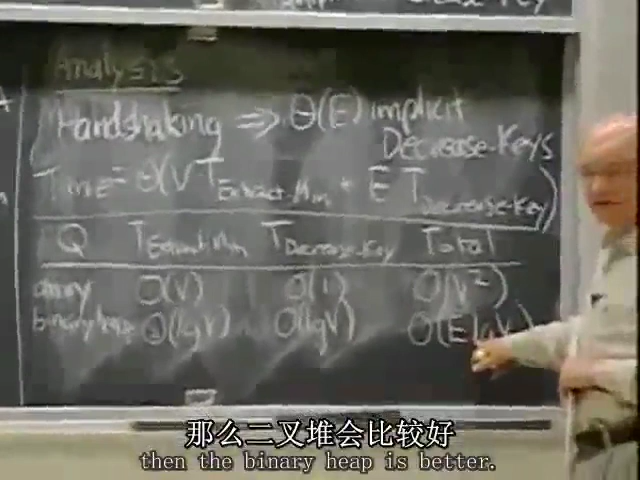 Analysis
Handshaking ⇒ Θ(E) implicit
Decrease-Keys
Time = Θ(V T_Extract-Min + E T_Decrease-Key)
Q T_Extract-Min T_Decrease-Key Total
array O(V) O(1) O(V²)
binary heap O(lgV) O(lgV) O(E lgV)
那么二叉堆会比较好
then the binary heap is better.